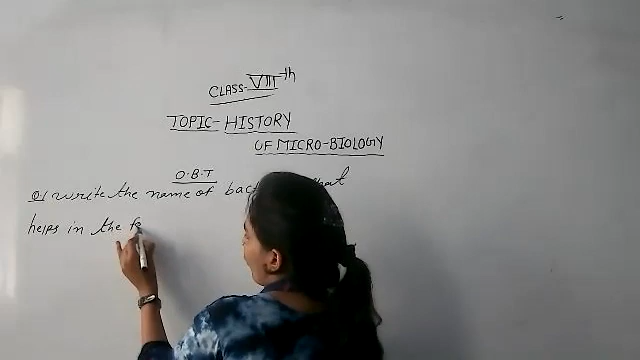 CLASS-VIIIth
TOPIC- HISTORY
OF MICRO-BIOLOGY
O.B.T
Q1 Write the name of
helps in the